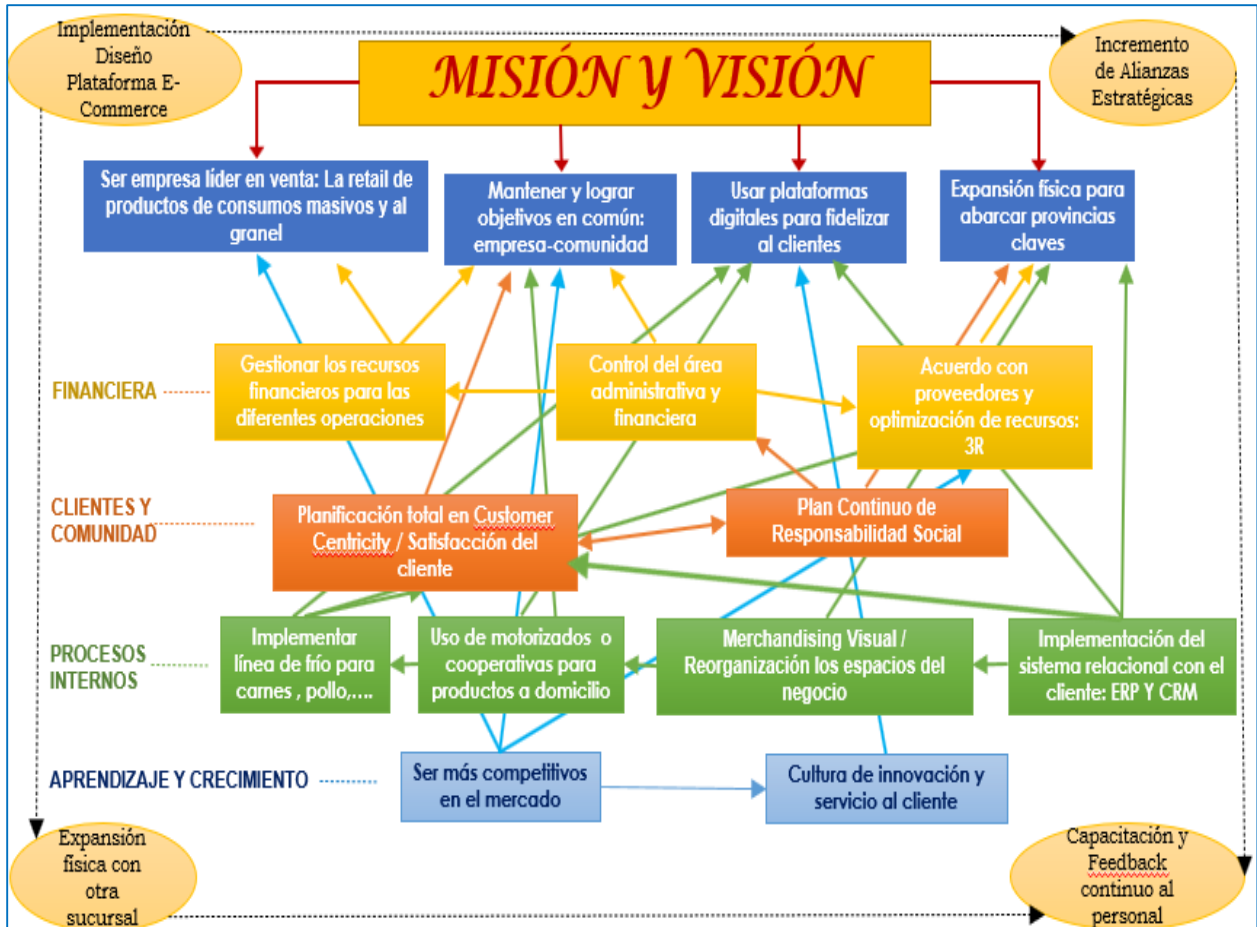 Implementación
Diseño
Plataforma E-
Commerce
MISIÓN Y VISIÓN
Incremento
de Alianzas
Estratégicas
Ser empresa líder en venta: La retail de
productos de consumos masivos y al
granel
Mantener y lograr
objetivos en común:
empresa-comunidad
Usar plataformas
digitales para fidelizar
al clientes
Expansión física para
abarcar provincias
claves
FINANCIERA
Gestionar los recursos
financieros para las
diferentes operaciones
Control del área
administrativa y
financiera
Acuerdo con
proveedores y
optimización de recursos:
3R
CLIENTES Y
COMUNIDAD
Planificación total en Customer
Centricity / Satisfacción del
cliente
Plan Continuo de
Responsabilidad Social
PROCESOS
INTERNOS
Implementar
línea de frío para
carnes , pollo,....
Uso de motorizados o
cooperativas para
productos a domicilio
Merchandising Visual /
Reorganización los espacios del
negocio
Implementación del
sistema relacional con el
cliente: ERP Y CRM
APRENDIZAJE Y CRECIMIENTO
Ser más competitivos
en el mercado
Cultura de innovación y
servicio al cliente
Expansión
física con
otra
sucursal
Capacitación y
Feedback
continuo al
personal